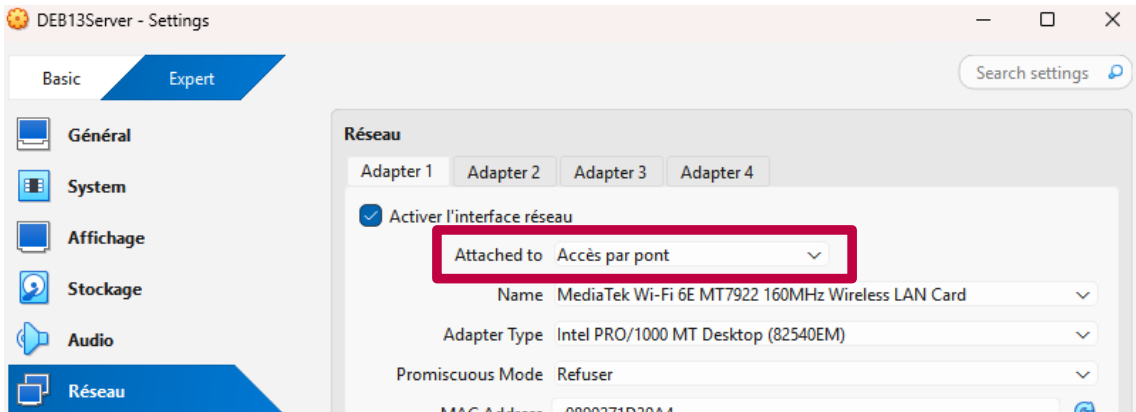 DEB13Server - Settings
Basic
Expert
Search settings
Général
System
Affichage
Stockage
Audio
Réseau
Réseau
Adapter 1
Adapter 2
Adapter 3
Adapter 4
Activer l'interface réseau
Attached to Accès par pont
Name MediaTek Wi-Fi 6E MT7922 160MHz Wireless LAN Card
Adapter Type Intel PRO/1000 MT Desktop (82540EM)
Promiscuous Mode Refuser
MAC Address